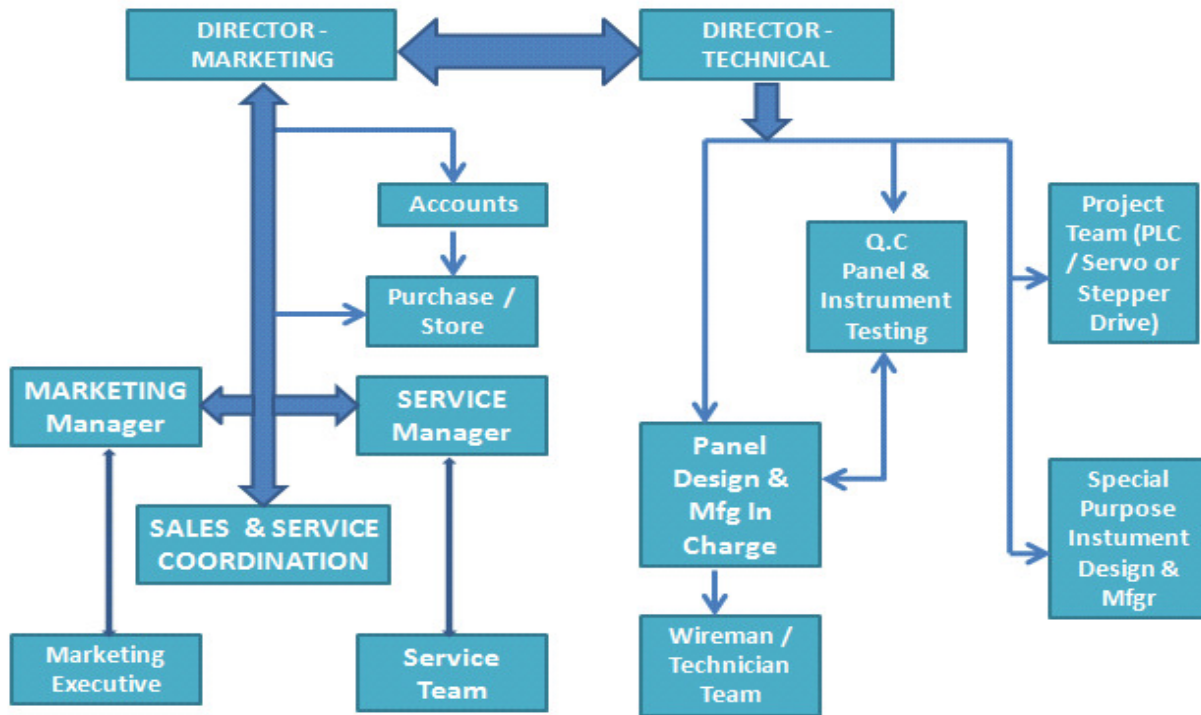 DIRECTOR -
MARKETING
DIRECTOR -
TECHNICAL
Accounts
Purchase /
Store
Q.C
Panel &
Instrument
Testing
Project
Team (PLC
/ Servo or
Stepper
Drive)
MARKETING
Manager
SERVICE
Manager
Panel
Design &
Mfg In
Charge
SALES & SERVICE
COORDINATION
Special
Purpose
Instument
Design &
Mfgr
Marketing
Executive
Service
Team
Wireman /
Technician
Team